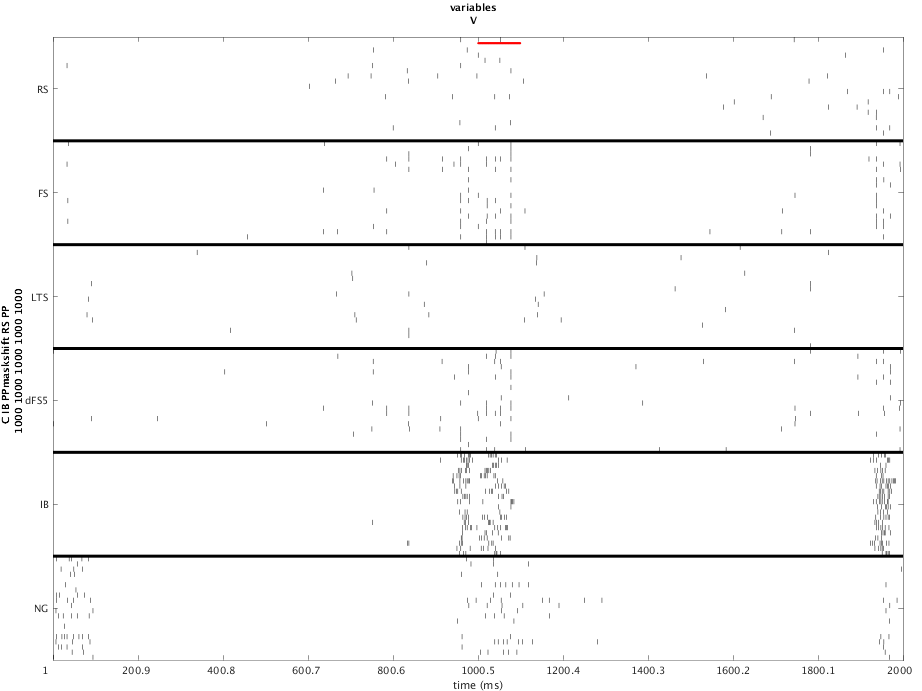 variables
V
RS
FS
LTS
dFS5
IB
NG
C IB PPmaskshift RS PP
1000 1000 1000 1000 1000
1
200.9
400.8
600.7
800.6
1000.5
1200.4
1400.3
1600.2
1800.1
2000
time (ms)